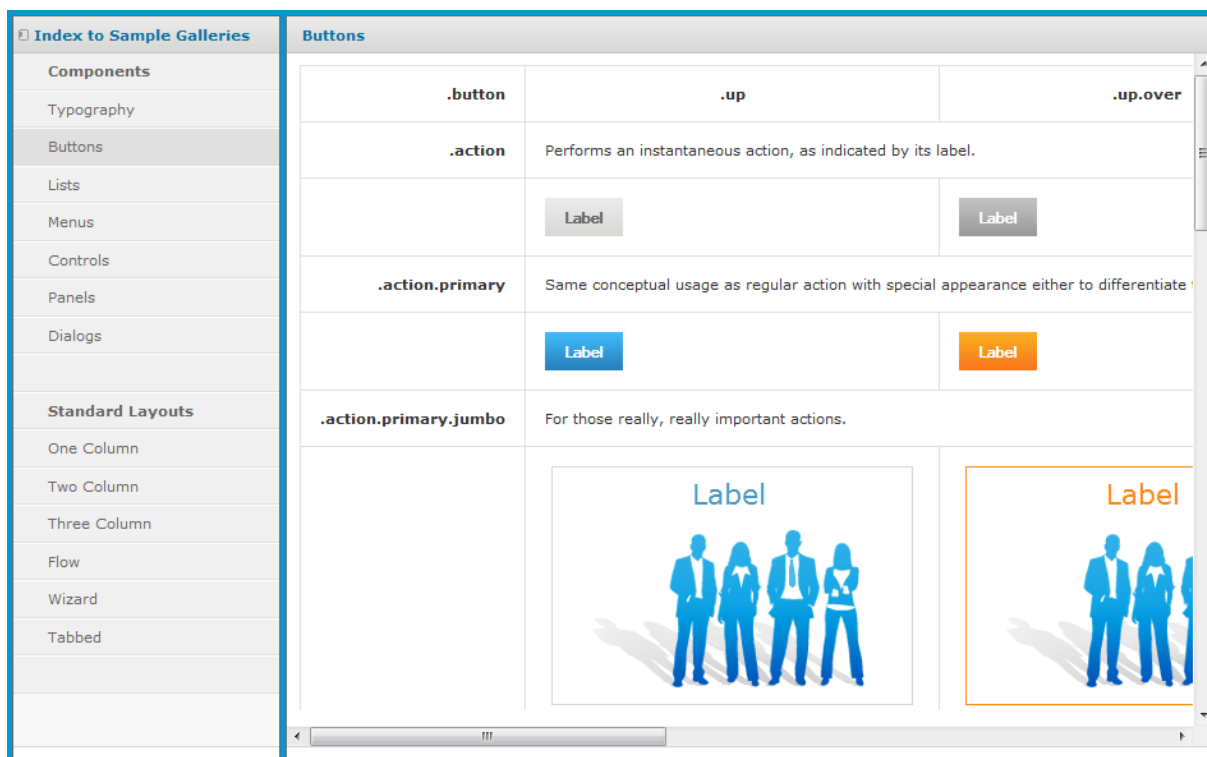 Index to Sample Galleries
Components
Typography
Buttons
Lists
Menus
Controls
Panels
Dialogs
Standard Layouts
One Column
Two Column
Three Column
Flow
Wizard
Tabbed
Buttons
.button .up .up.over
.action Performs an instantaneous action, as indicated by its label.
Label Label
.action.primary Same conceptual usage as regular action with special appearance either to differentiate
Label Label
.action.primary.jumbo For those really, really important actions.
Label Label